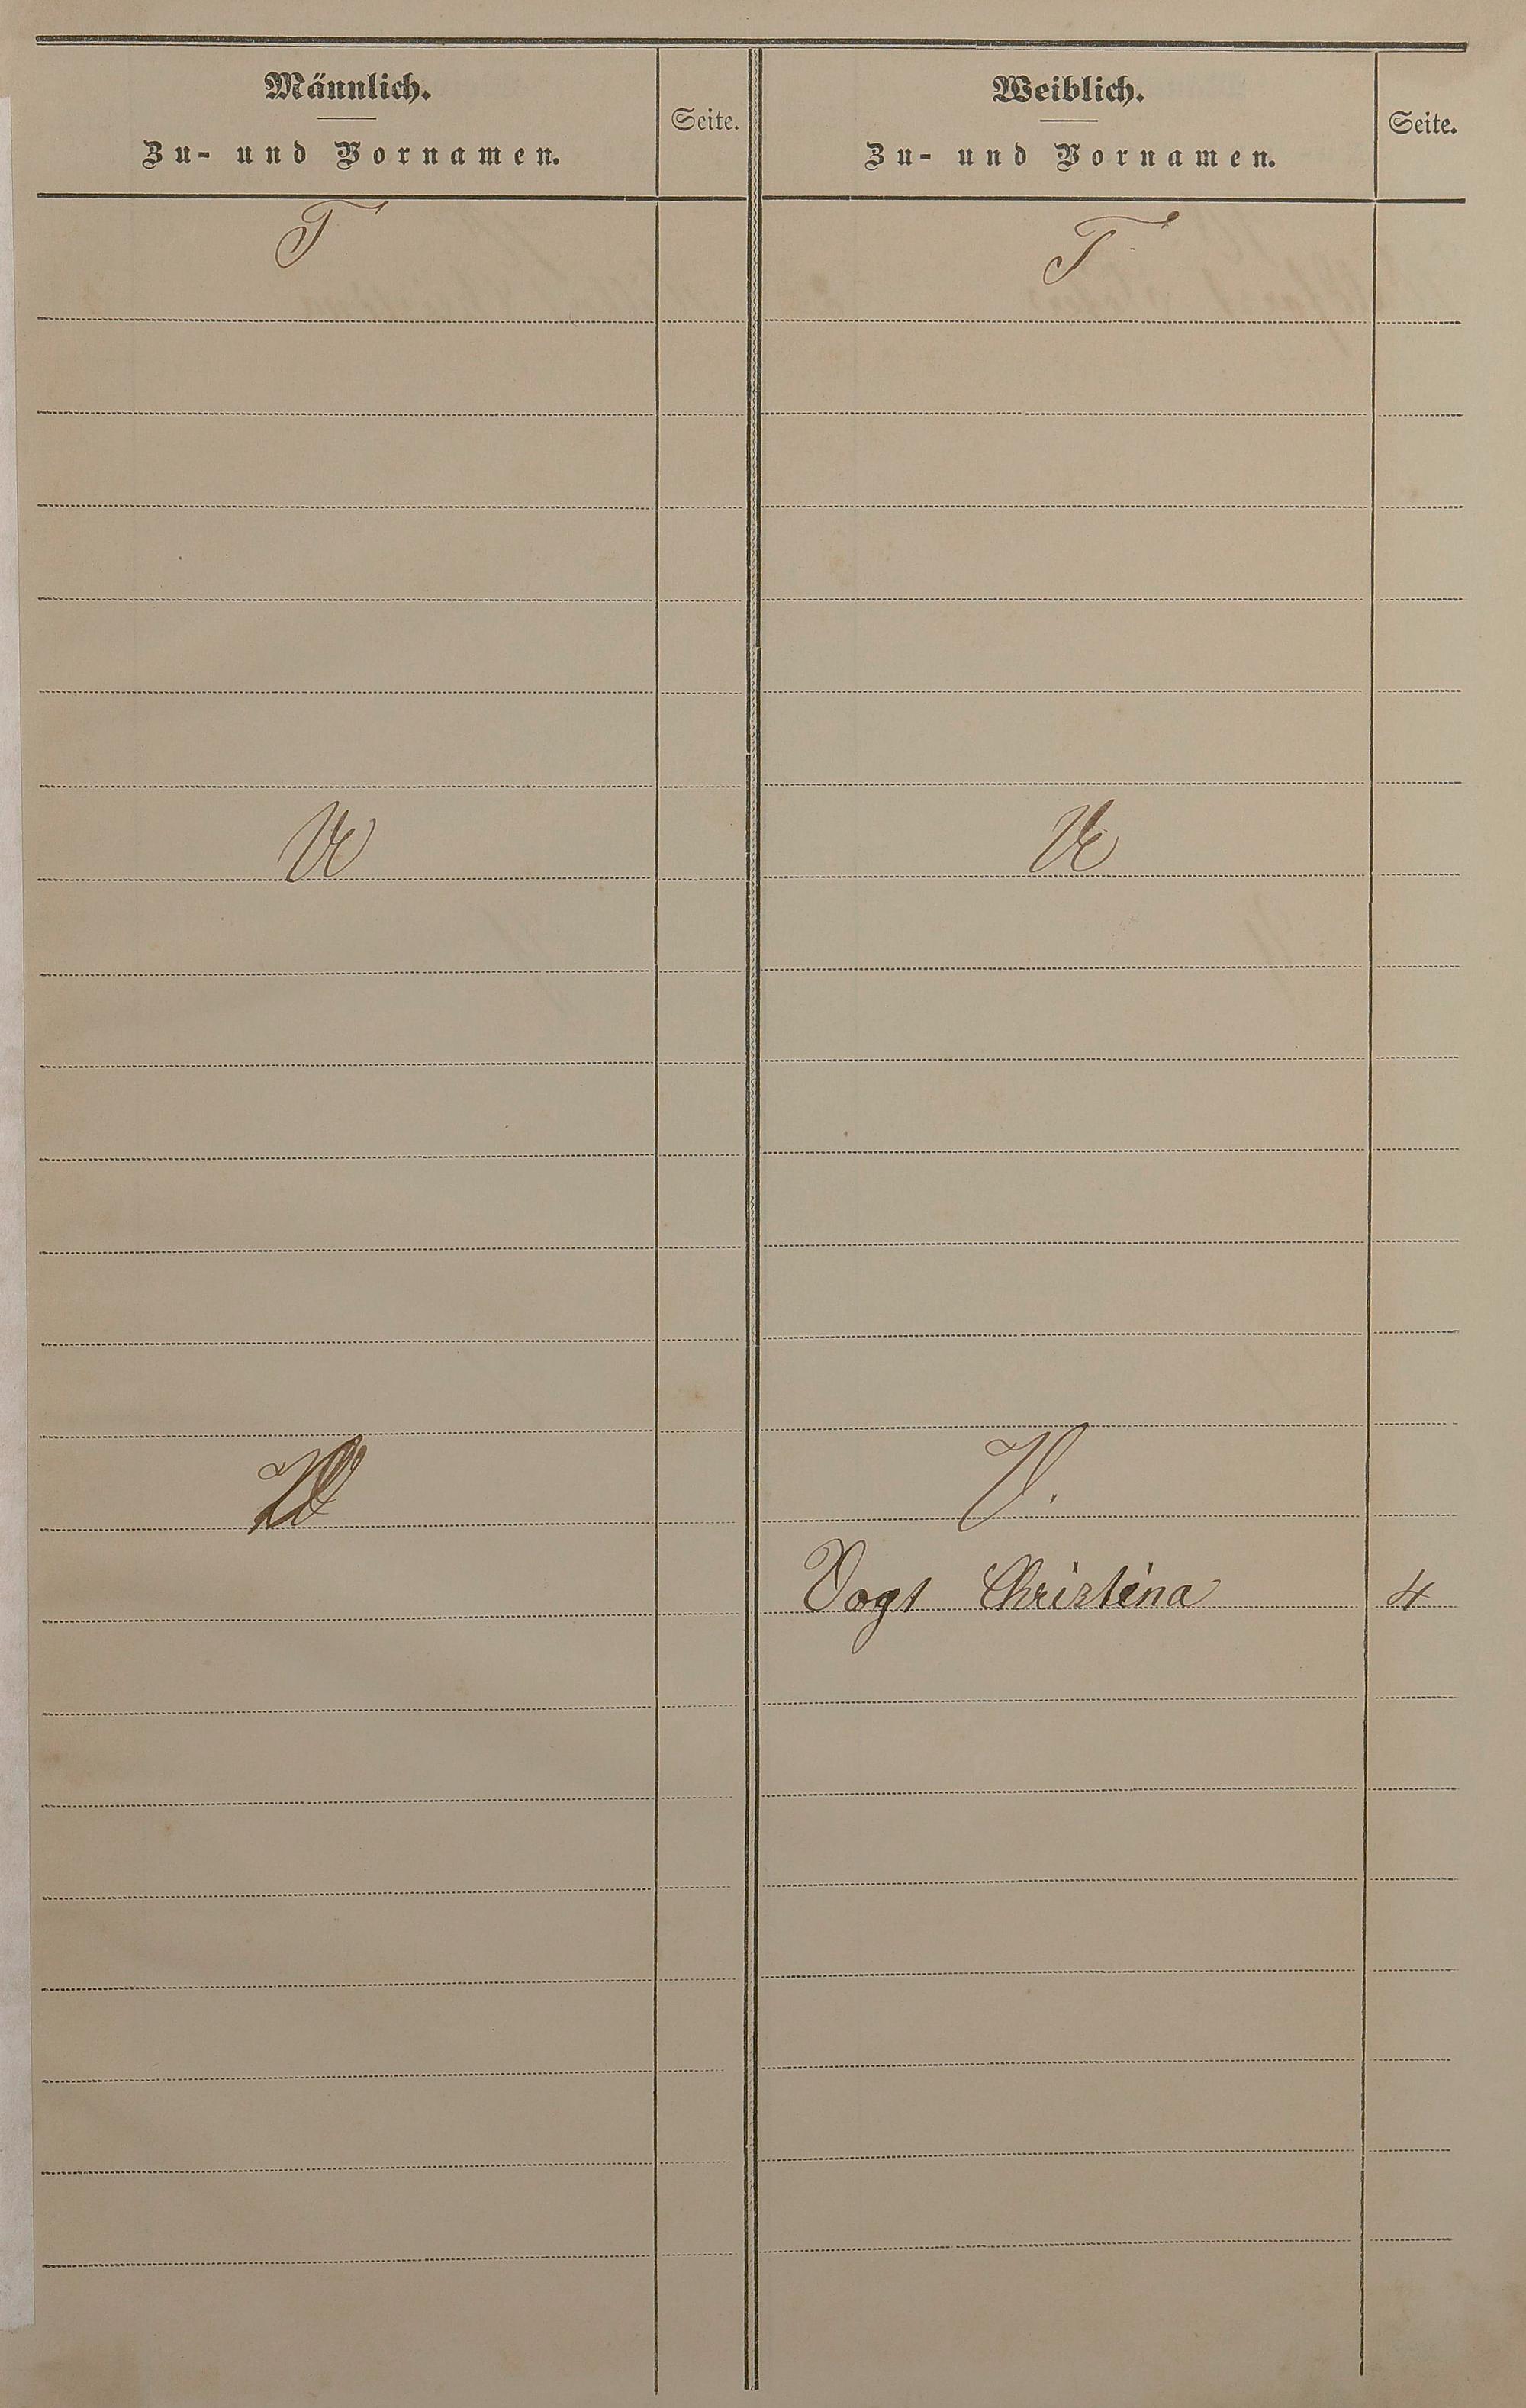 Männlich.
Zu- und Vornamen.
Seite.
Weiblich.
Zu- und Vornamen.
Seite.
T
T
U
U
V
V.
Vogt Christina 4